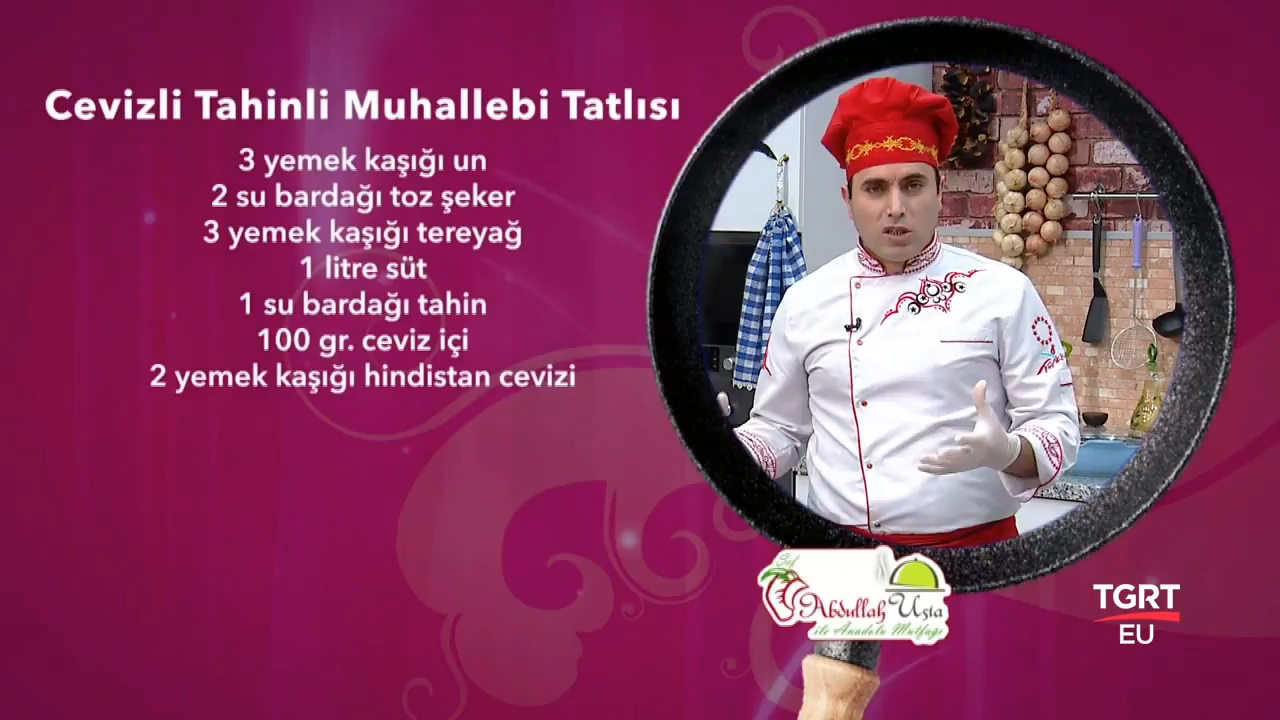 Cevizli Tahinli Muhallebi Tatlısı
3 yemek kaşığı un
2 su bardağı toz şeker
3 yemek kaşığı tereyağ
1 litre süt
1 su bardağı tahin
100 gr. ceviz içi
2 yemek kaşığı hindistan cevizi
Şef
Abdullah Usta
ile Anadolu Mutfağı
TGRT
EU